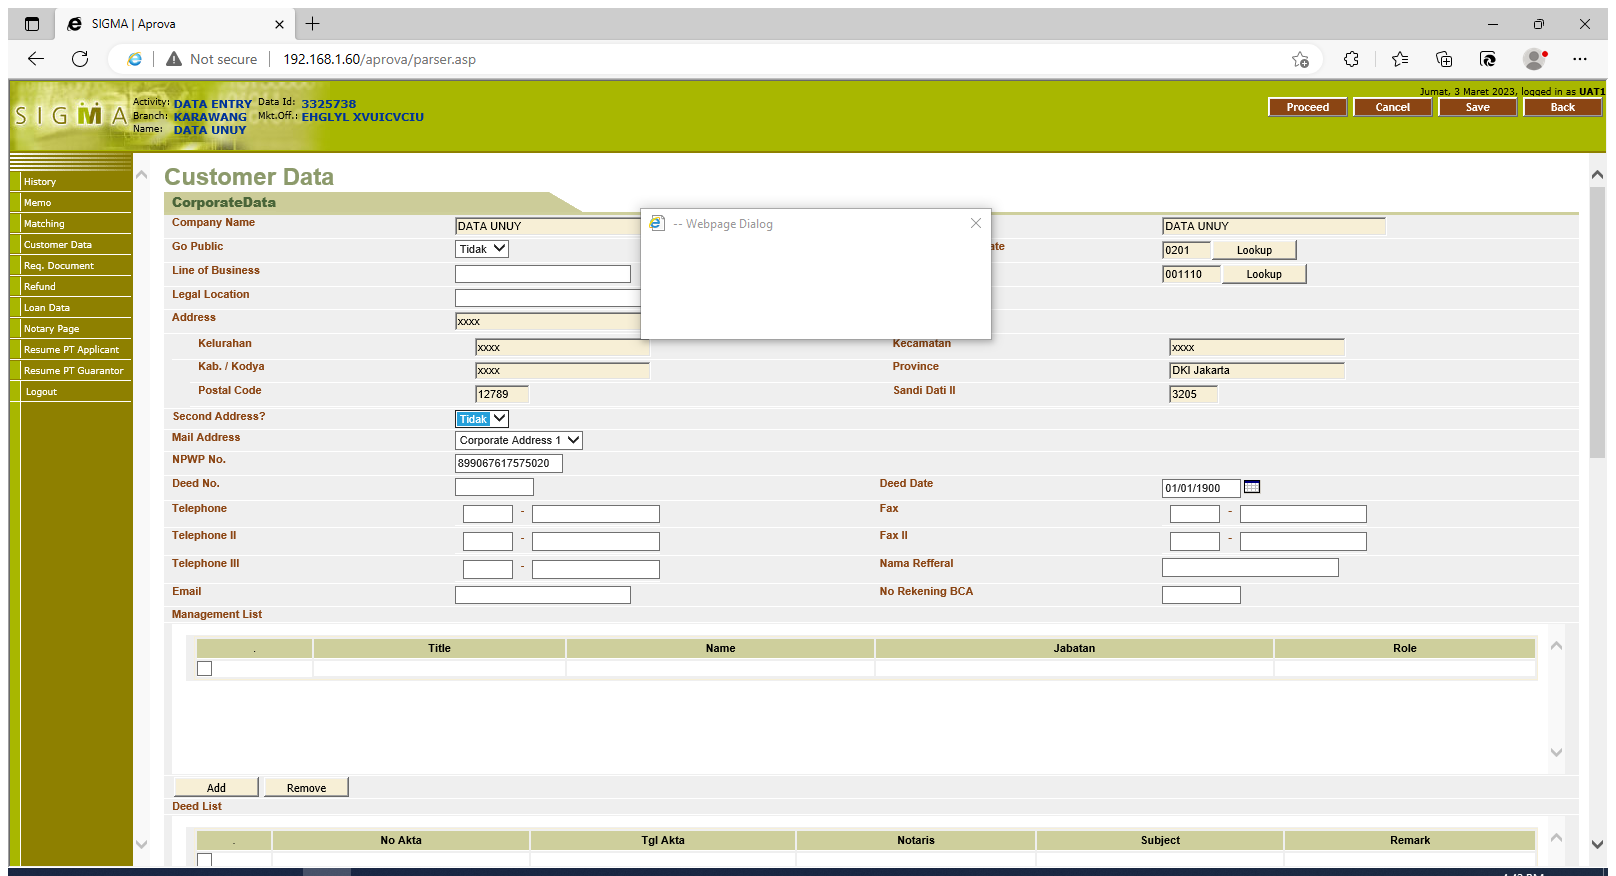 SIGMA | Aprova
Not secure | 192.168.1.60/aprova/parser.asp
Jumat, 3 Maret 2023, logged in as UAT1
SIGMA
Activity: DATA ENTRY Data Id: 3325738
Branch: KARAWANG Mkt.Off.: EHGLYL XVUICVCIU
Name: DATA UNUY
Proceed Cancel Save Back
History
Memo
Matching
Customer Data
Req. Document
Refund
Loan Data
Notary Page
Resume PT Applicant
Resume PT Guarantor
Logout
Customer Data
CorporateData
-- Webpage Dialog
Company Name DATA UNUY DATA UNUY
Go Public Tidak ate 0201 Lookup
Line of Business 001110 Lookup
Legal Location
Address xxxx
Kelurahan xxxx Kecamatan xxxx
Kab. / Kodya xxxx Province DKI Jakarta
Postal Code 12789 Sandi Dati II 3205
Second Address? Tidak
Mail Address Corporate Address 1
NPWP No. 899067617575020
Deed No. Deed Date 01/01/1900
Telephone - Fax -
Telephone II - Fax II -
Telephone III - Nama Refferal
Email No Rekening BCA
Management List
. Title Name Jabatan Role
Add Remove
Deed List
. No Akta Tgl Akta Notaris Subject Remark